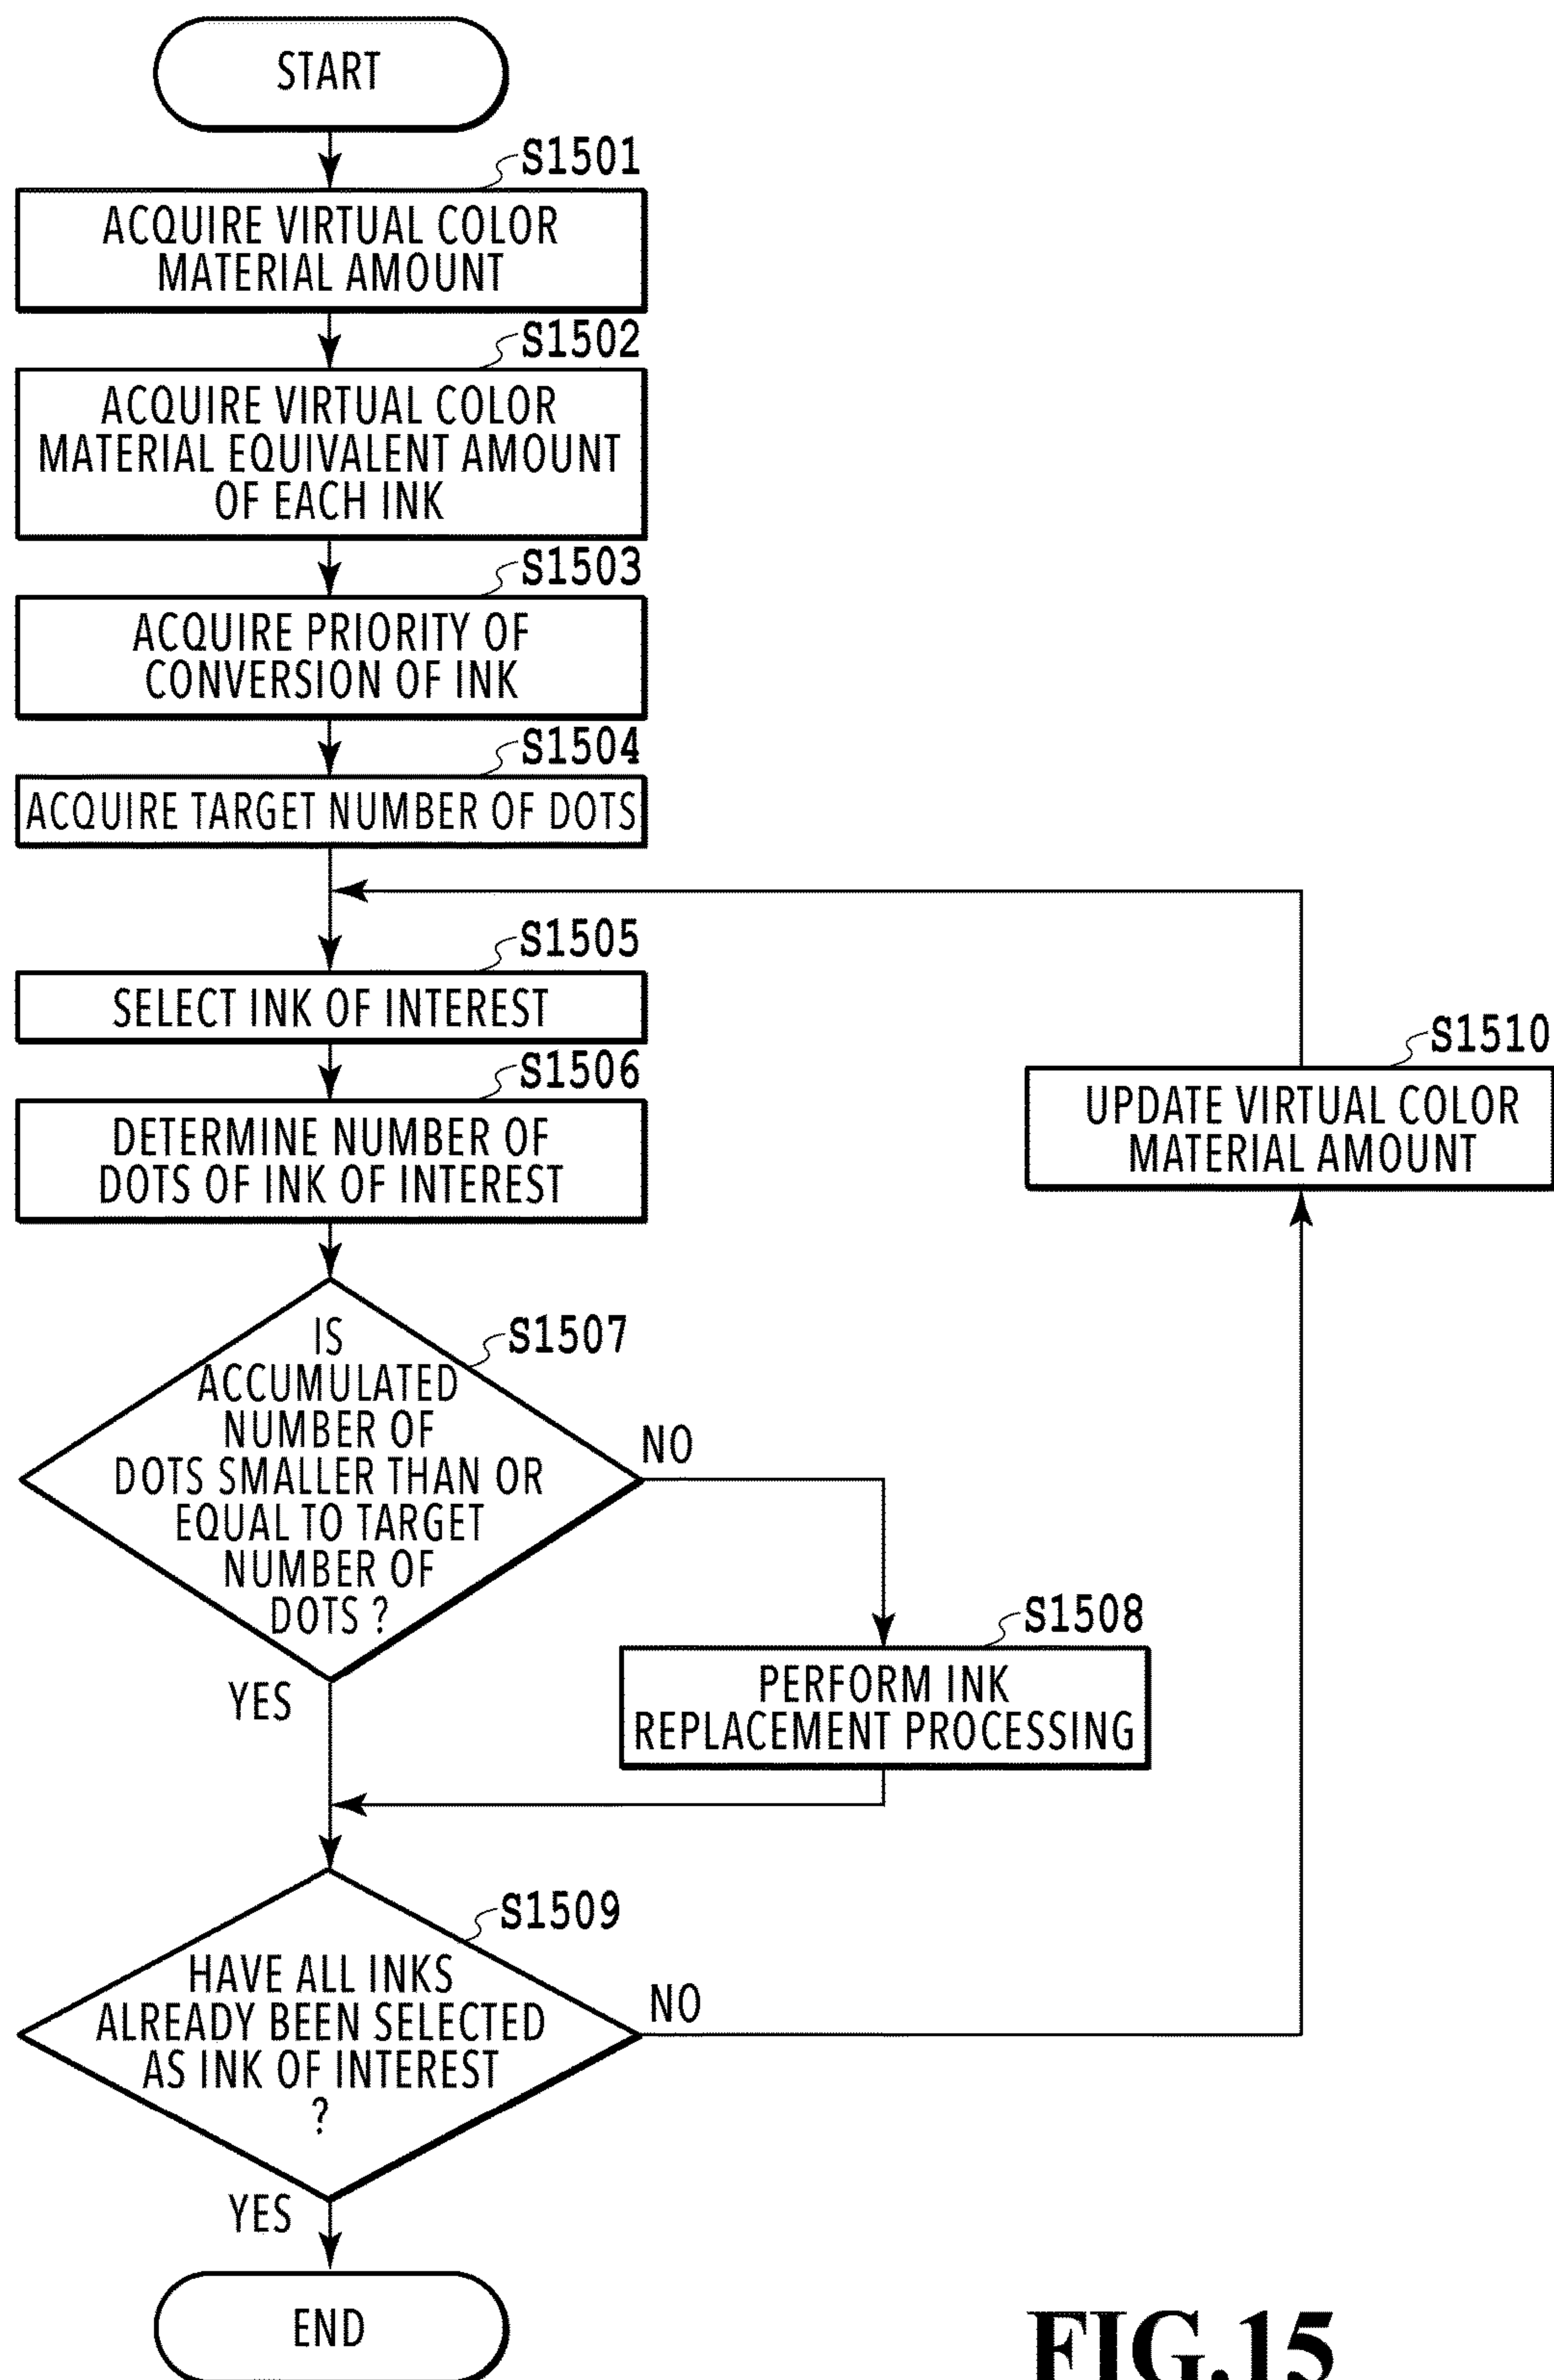 START
S1501
ACQUIRE VIRTUAL COLOR
MATERIAL AMOUNT
S1502
ACQUIRE VIRTUAL COLOR
MATERIAL EQUIVALENT AMOUNT
OF EACH INK
S1503
ACQUIRE PRIORITY OF
CONVERSION OF INK
S1504
ACQUIRE TARGET NUMBER OF DOTS
S1505
SELECT INK OF INTEREST
S1506
DETERMINE NUMBER OF
DOTS OF INK OF INTEREST
S1507
IS
ACCUMULATED
NUMBER OF
DOTS SMALLER THAN OR
EQUAL TO TARGET
NUMBER OF
DOTS ?
NO
YES
S1508
PERFORM INK
REPLACEMENT PROCESSING
S1509
HAVE ALL INKS
ALREADY BEEN SELECTED
AS INK OF INTEREST
?
NO
YES
S1510
UPDATE VIRTUAL COLOR
MATERIAL AMOUNT
END
FIG.15